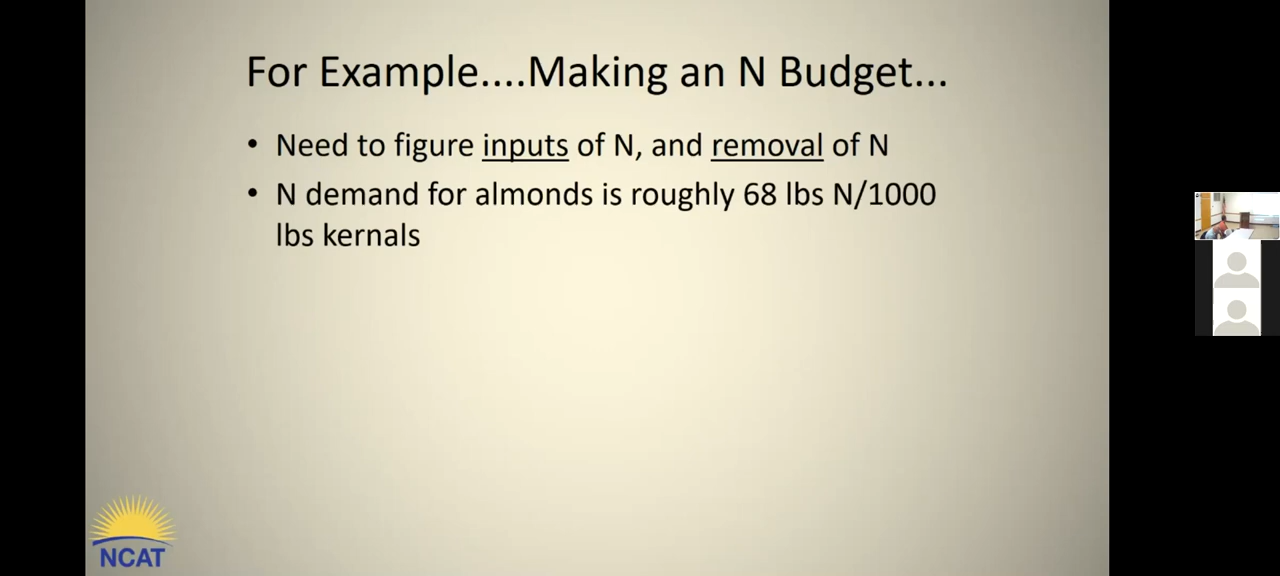 For Example....Making an N Budget...
• Need to figure inputs of N, and removal of N
• N demand for almonds is roughly 68 lbs N/1000
lbs kernals
NCAT